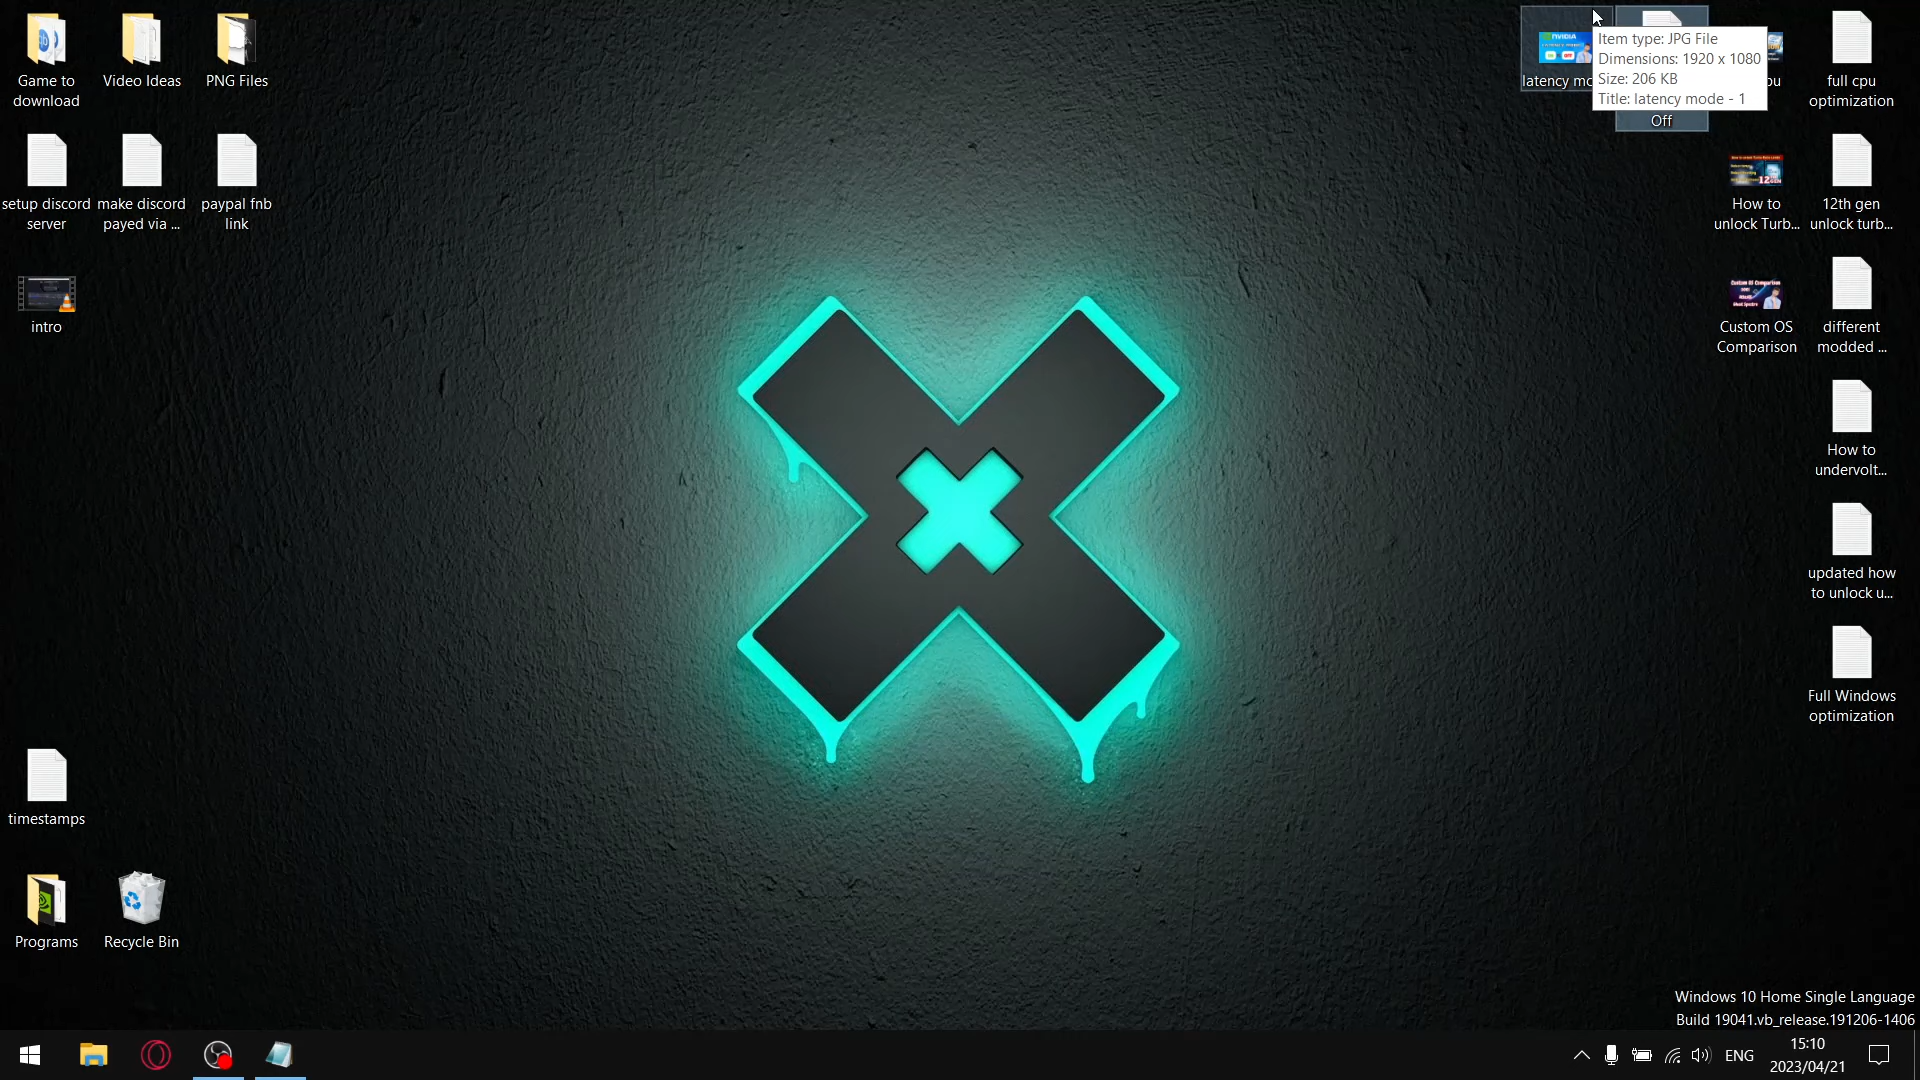 Game to
download
Video Ideas
PNG Files
NVIDIA
latency mo
Item type: JPG File
Dimensions: 1920 x 1080
Size: 206 KB
Title: latency mode - 1
Off
pu
full cpu
optimization
setup discord
server
make discord
payed via ...
paypal fnb
link
How to
unlock Turb...
12th gen
unlock turb...
intro
Custom OS
Comparison
different
modded ...
How to
undervolt...
updated how
to unlock u...
Full Windows
optimization
timestamps
Programs
Recycle Bin
Windows 10 Home Single Language
Build 19041.vb_release.191206-1406
ENG
15:10
2023/04/21